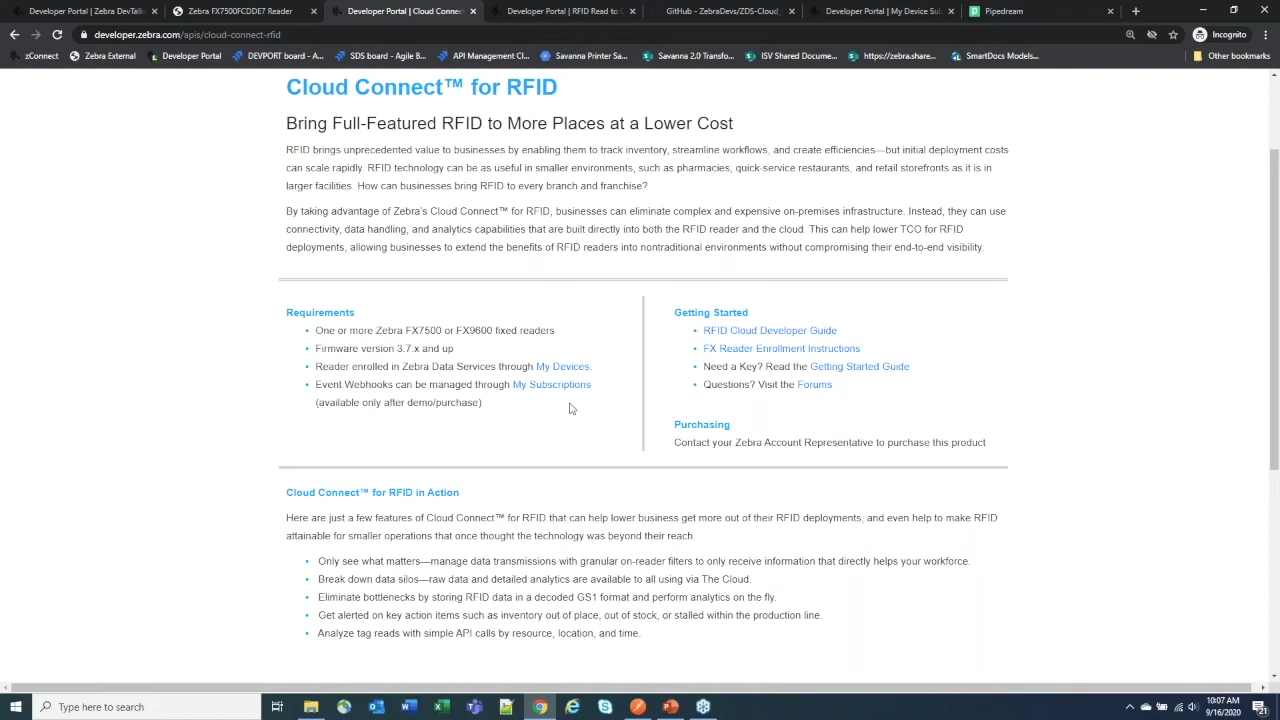 Developer Portal | Zebra DevTalk
Zebra FX7500FCDDE7 Reader
Developer Portal | Cloud Connect
Developer Portal | RFID Read to
GitHub - ZebraDevs/ZDS-Cloud_
Developer Portal | My Device Sub
Pipedream
developer.zebra.com/apis/cloud-connect-rfid
Incognito
zConnect
Zebra External
Developer Portal
DEVPORT board - A...
SDS board - Agile B...
API Management Cl...
Savanna Printer Sa...
Savanna 2.0 Transfo...
ISV Shared Docume...
https://zebra.share...
SmartDocs Models...
Other bookmarks
Cloud Connect™ for RFID
Bring Full-Featured RFID to More Places at a Lower Cost
RFID brings unprecedented value to businesses by enabling them to track inventory, streamline workflows, and create efficiencies—but initial deployment costs
can scale rapidly. RFID technology can be as useful in smaller environments, such as pharmacies, quick-service restaurants, and retail storefronts as it is in
larger facilities. How can businesses bring RFID to every branch and franchise?
By taking advantage of Zebra's Cloud Connect™ for RFID, businesses can eliminate complex and expensive on-premises infrastructure. Instead, they can use
connectivity, data handling, and analytics capabilities that are built directly into both the RFID reader and the cloud. This can help lower TCO for RFID
deployments, allowing businesses to extend the benefits of RFID readers into nontraditional environments without compromising their end-to-end visibility.
Requirements
• One or more Zebra FX7500 or FX9600 fixed readers
• Firmware version 3.7.x and up
• Reader enrolled in Zebra Data Services through My Devices.
• Event Webhooks can be managed through My Subscriptions
(available only after demo/purchase)
Getting Started
• RFID Cloud Developer Guide
• FX Reader Enrollment Instructions
• Need a Key? Read the Getting Started Guide
• Questions? Visit the Forums
Purchasing
Contact your Zebra Account Representative to purchase this product
Cloud Connect™ for RFID in Action
Here are just a few features of Cloud Connect™ for RFID that can help lower business get more out of their RFID deployments, and even help to make RFID
attainable for smaller operations that once thought the technology was beyond their reach.
• Only see what matters—manage data transmissions with granular on-reader filters to only receive information that directly helps your workforce.
• Break down data silos—raw data and detailed analytics are available to all using via The Cloud.
• Eliminate bottlenecks by storing RFID data in a decoded GS1 format and perform analytics on the fly.
• Get alerted on key action items such as inventory out of place, out of stock, or stalled within the production line.
• Analyze tag reads with simple API calls by resource, location, and time.
Type here to search
10:07 AM
9/16/2020
21